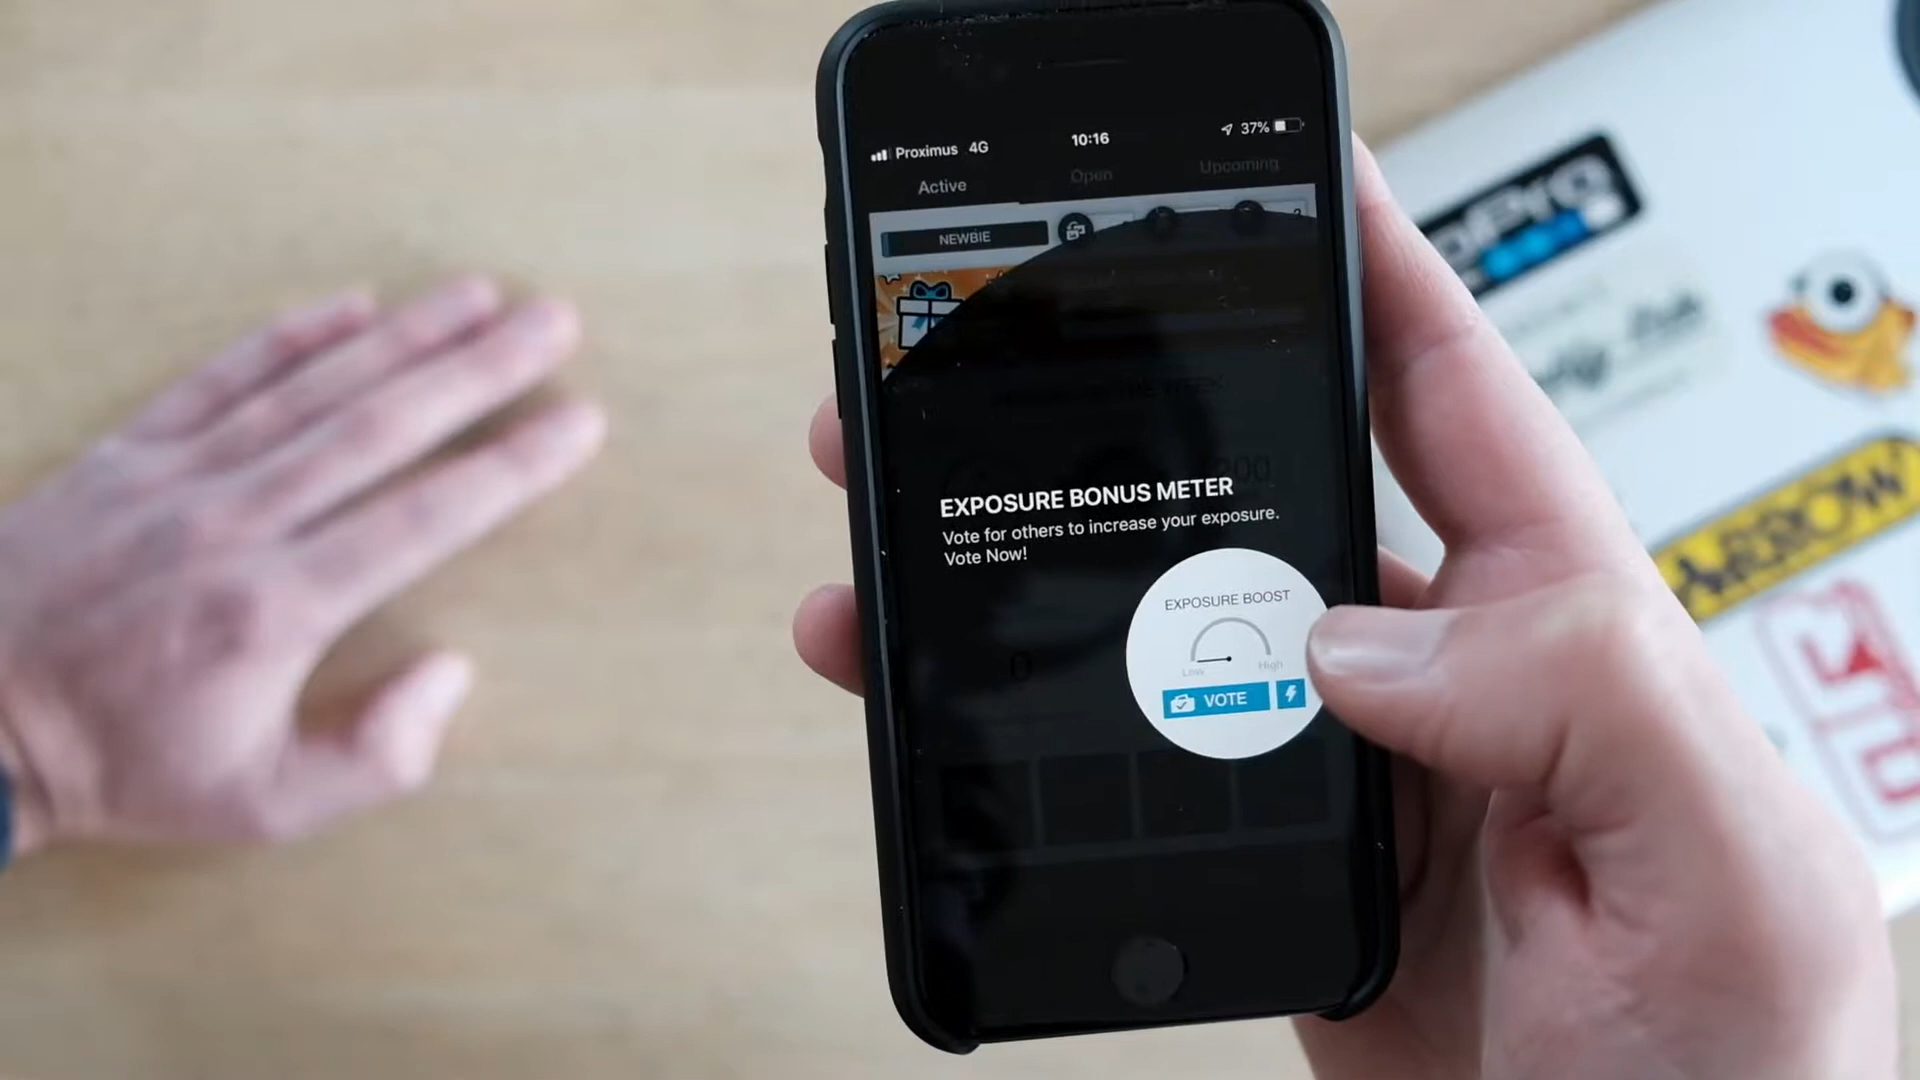 Proximus 4G 10:16 37%
Active Open Upcoming
NEWBIE
EXPOSURE BONUS METER
Vote for others to increase your exposure.
Vote Now!
EXPOSURE BOOST
Low High
VOTE
GoPro
ARROW